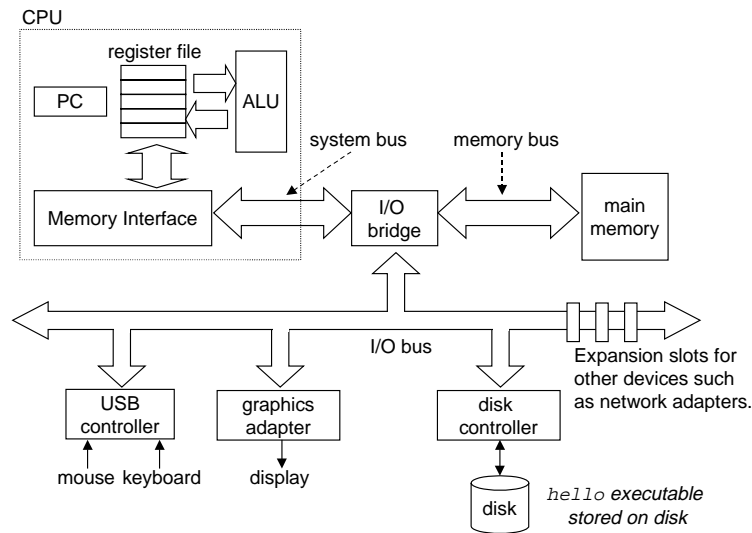 CPU
register file
PC
ALU
system bus
memory bus
Memory Interface
I/O
bridge
main
memory
I/O bus
Expansion slots for
other devices such
as network adapters.
USB
controller
graphics
adapter
disk
controller
mouse
keyboard
display
disk
hello executable
stored on disk